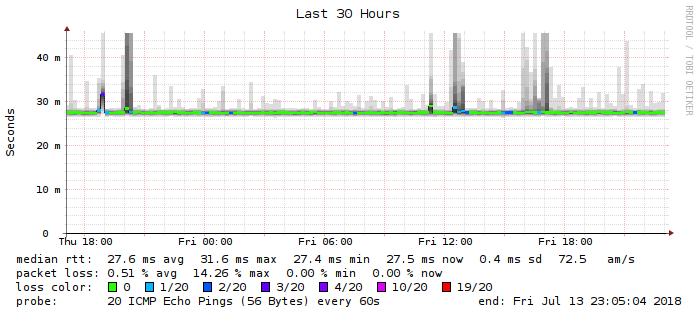 Last 30 Hours
RRDTOOL / TOBI OETIKER
Seconds
40 m
30 m
20 m
10 m
0
Thu 18:00 Fri 00:00 Fri 06:00 Fri 12:00 Fri 18:00
median rtt: 27.6 ms avg 31.6 ms max 27.4 ms min 27.5 ms now 0.4 ms sd 72.5 am/s
packet loss: 0.51 % avg 14.26 % max 0.00 % min 0.00 % now
loss color: 0 1/20 2/20 3/20 4/20 10/20 19/20
probe: 20 ICMP Echo Pings (56 Bytes) every 60s end: Fri Jul 13 23:05:04 2018